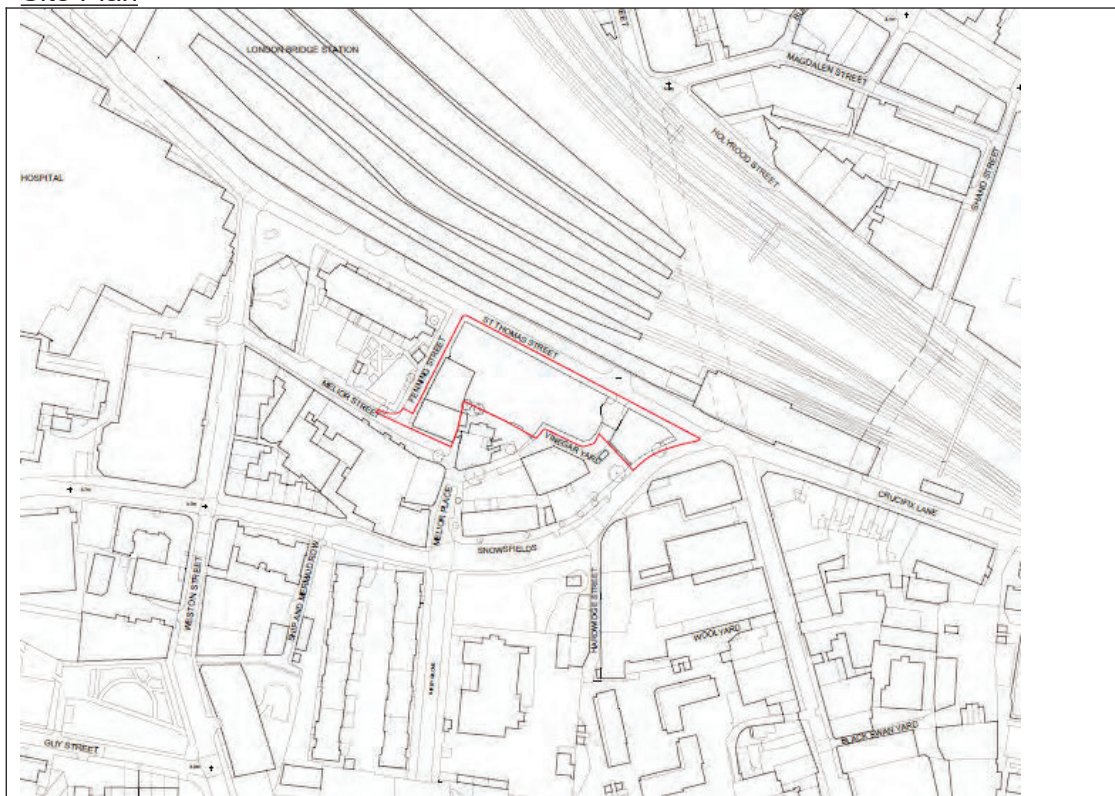 Site Plan
LONDON BRIDGE STATION
MAGDALEN STREET
HOLYROOD STREET
SHAND STREET
HOSPITAL
ST THOMAS STREET
FENNING STREET
MELIOR STREET
VINEGAR YARD
MELIOR PLACE
CRUCIFIX LANE
SNOWSFIELDS
WESTON STREET
SHIP AND MERMAID ROW
HARDWIDGE STREET
WOOLYARD
BLACK SWAN YARD
GUY STREET